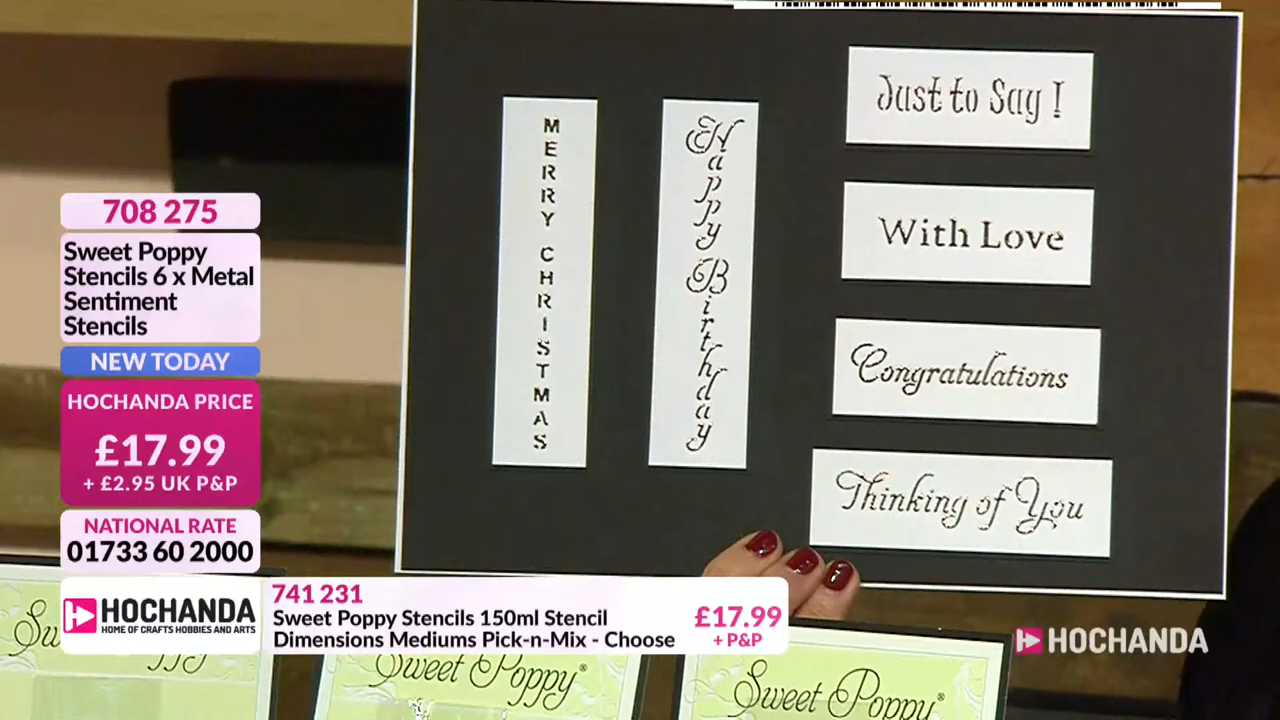 708 275
Sweet Poppy
Stencils 6 x Metal
Sentiment
Stencils
NEW TODAY
HOCHANDA PRICE
£17.99
+ £2.95 UK P&P
NATIONAL RATE
01733 60 2000
HOCHANDA
HOME OF CRAFTS HOBBIES AND ARTS
741 231
Sweet Poppy Stencils 150ml Stencil
Dimensions Mediums Pick-n-Mix - Choose
£17.99
+ P&P
MERRY CHRISTMAS
Happy Birthday
Just to Say !
With Love
Congratulations
Thinking of You
HOCHANDA
Sweet Poppy®
Sweet Poppy®